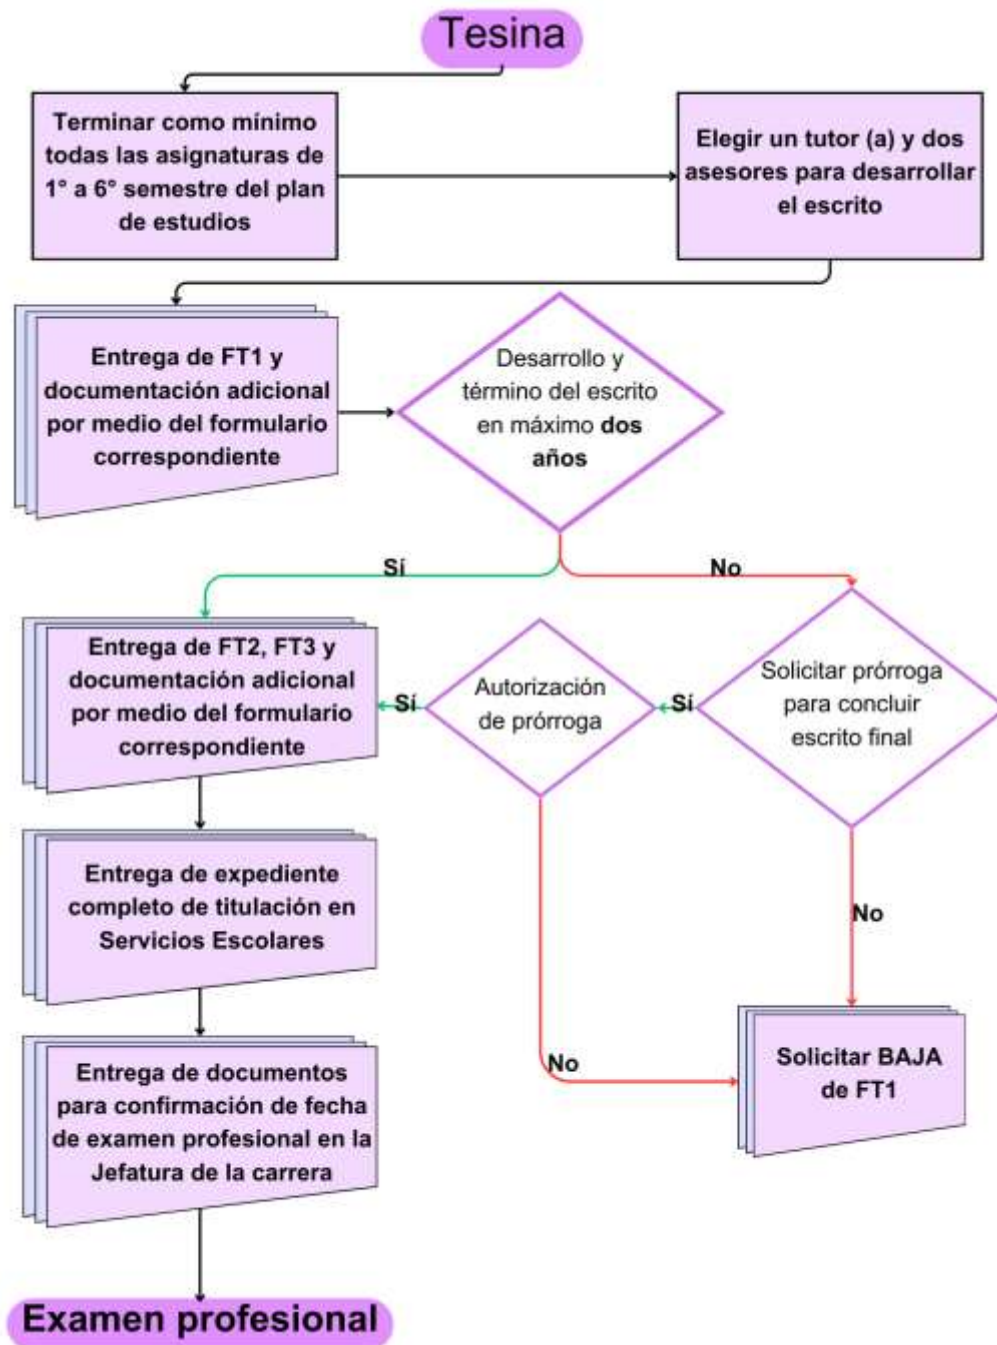 Tesina
Terminar como mínimo
todas las asignaturas de
1° a 6° semestre del plan
de estudios
Elegir un tutor (a) y dos
asesores para desarrollar
el escrito
Entrega de FT1 y
documentación adicional
por medio del formulario
correspondiente
Desarrollo y
término del escrito
en máximo dos
años
Sí
No
Entrega de FT2, FT3 y
documentación adicional
por medio del formulario
correspondiente
Sí
Autorización
de prórroga
Sí
Solicitar prórroga
para concluir
escrito final
Entrega de expediente
completo de titulación en
Servicios Escolares
No
No
Solicitar BAJA
de FT1
Entrega de documentos
para confirmación de fecha
de examen profesional en la
Jefatura de la carrera
Examen profesional